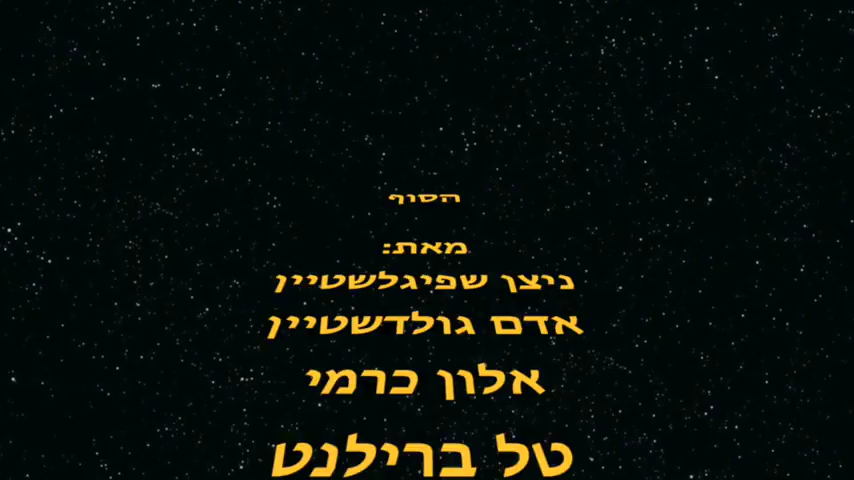 הסוף
מאת:
ניצן שפיגלשטיין
אדם גולדשטיין
אלון כרמי
טל ברילנט